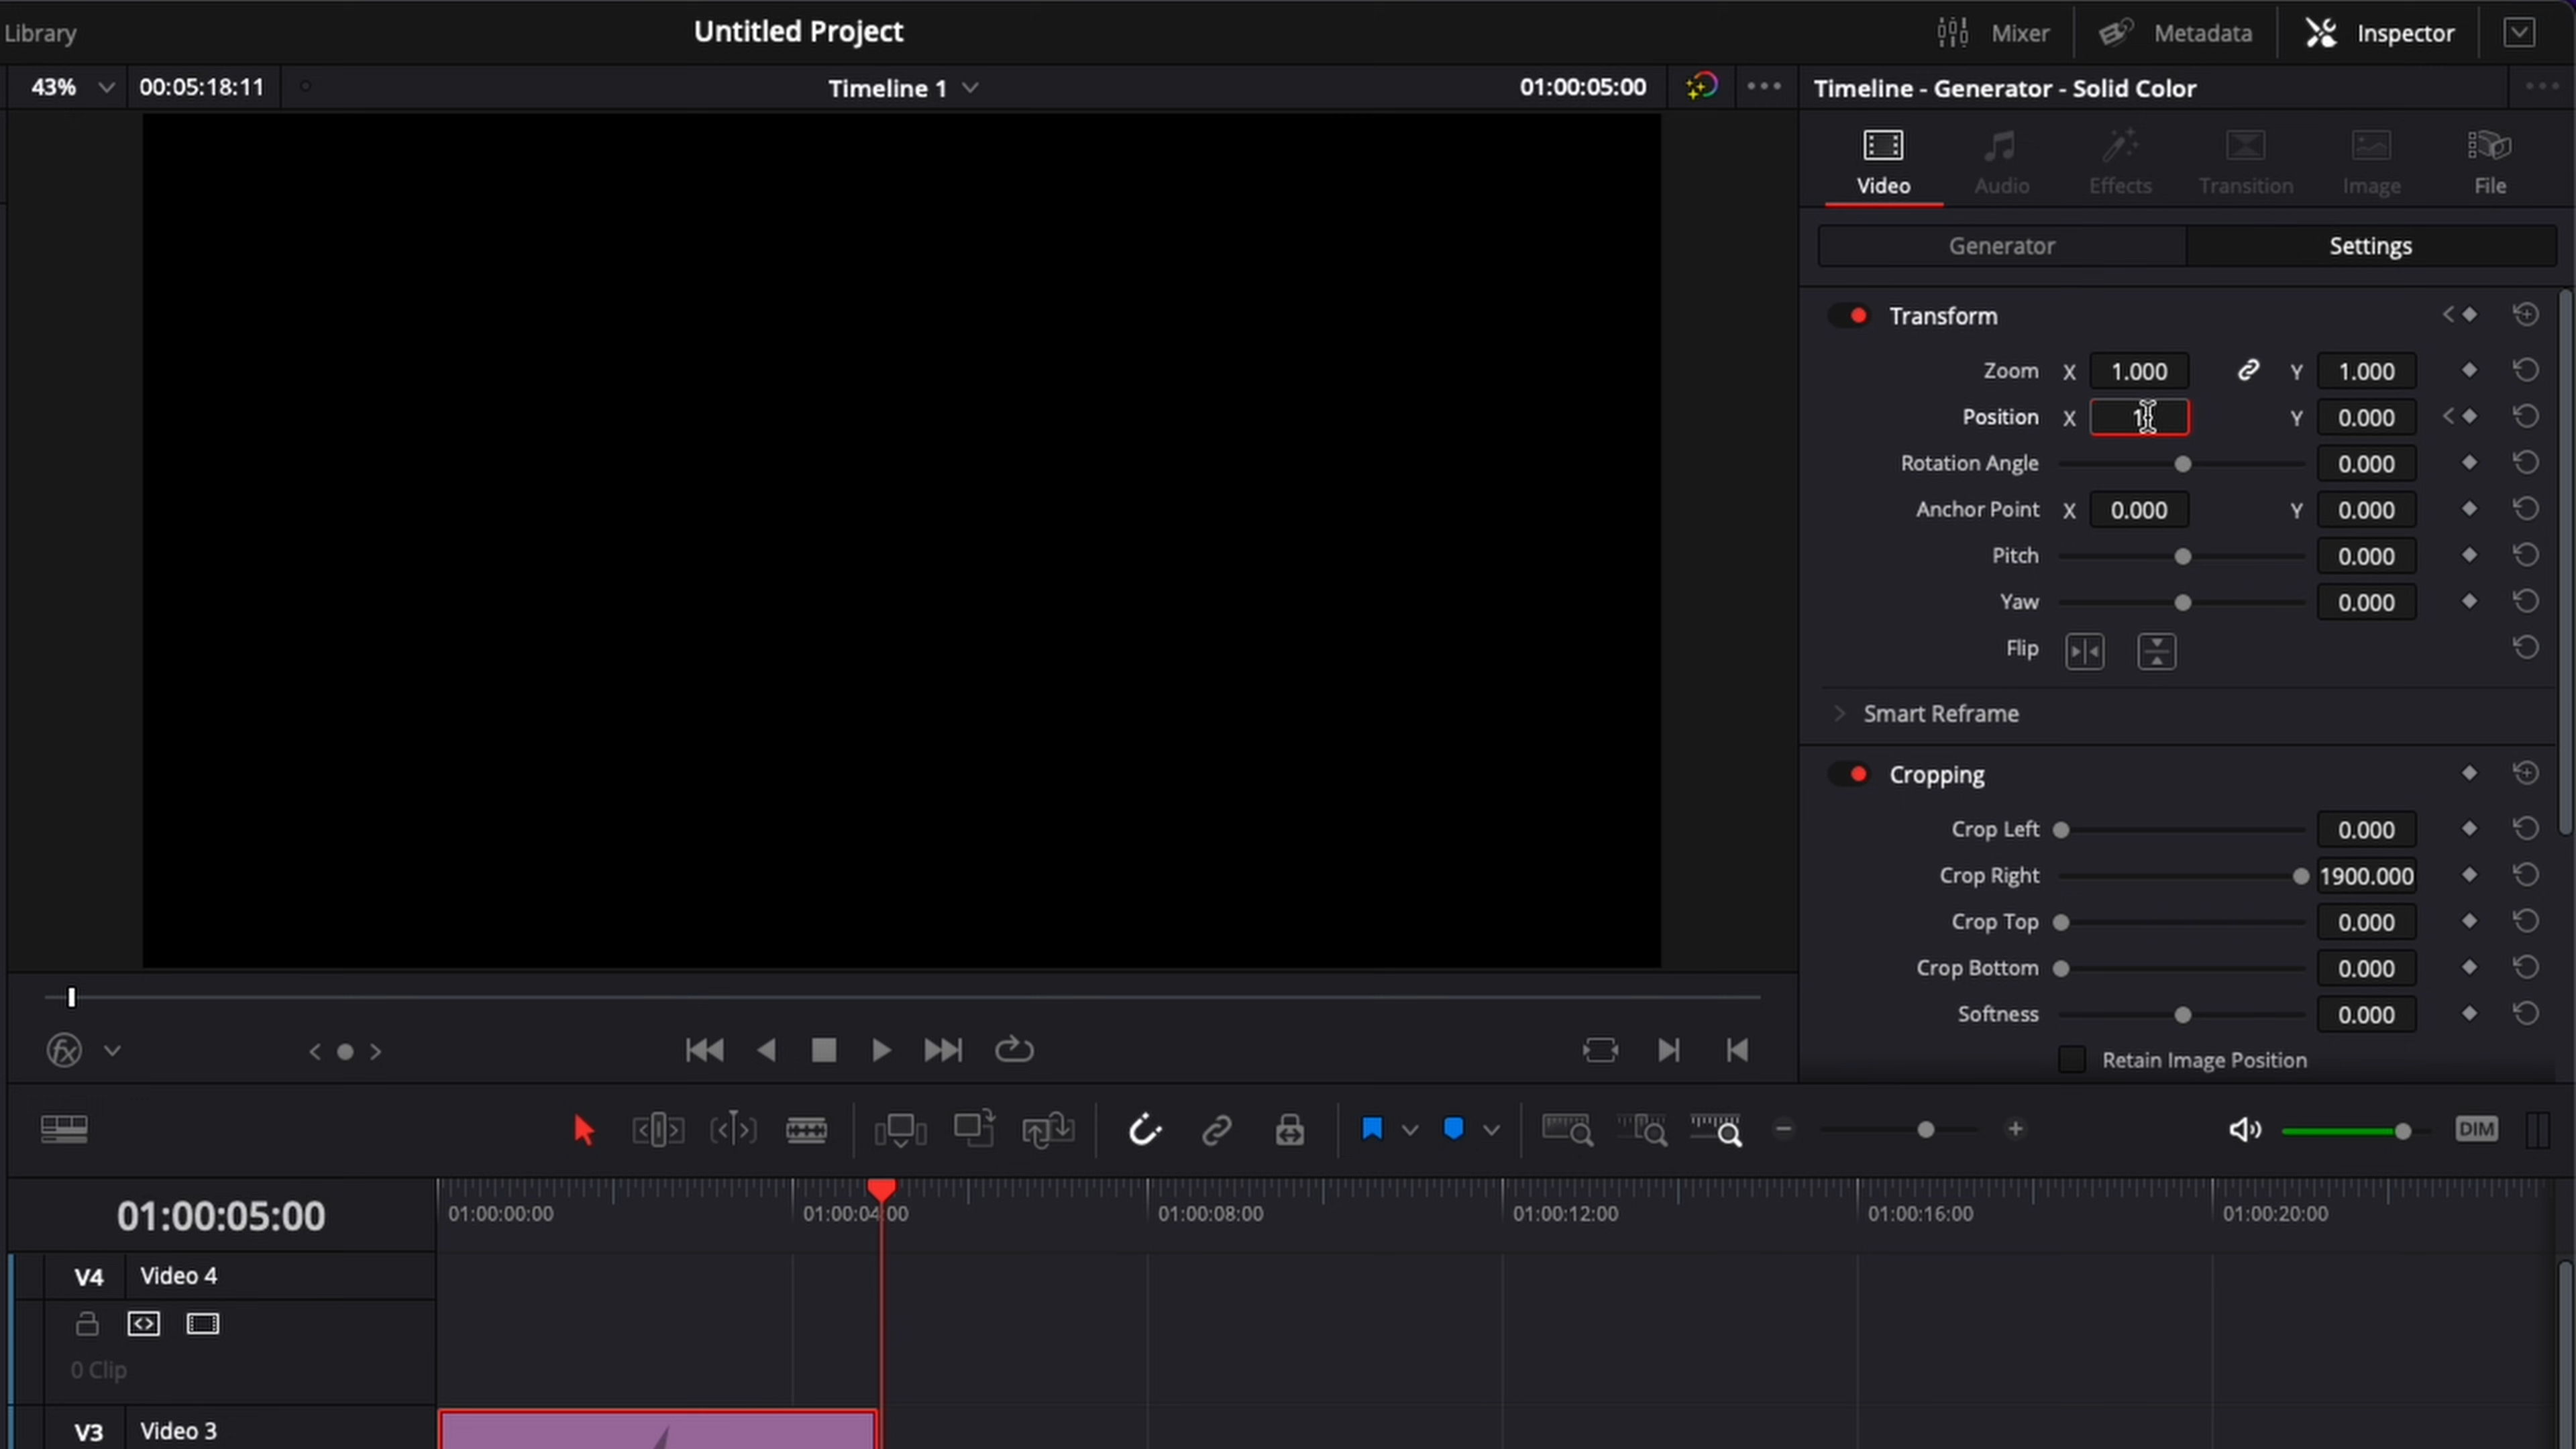 Library
Untitled Project
Mixer
Metadata
Inspector
43%
00:05:18:11
Timeline 1
01:00:05:00
Timeline - Generator - Solid Color
Video
Audio
Effects
Transition
Image
File
Generator
Settings
Transform
Zoom X 1.000 Y 1.000
Position X 1 Y 0.000
Rotation Angle 0.000
Anchor Point X 0.000 Y 0.000
Pitch 0.000
Yaw 0.000
Flip
Smart Reframe
Cropping
Crop Left 0.000
Crop Right 1900.000
Crop Top 0.000
Crop Bottom 0.000
Softness 0.000
Retain Image Position
fx
DIM
01:00:05:00
01:00:00:00
01:00:04:00
01:00:08:00
01:00:12:00
01:00:16:00
01:00:20:00
V4 Video 4
0 Clip
V3 Video 3